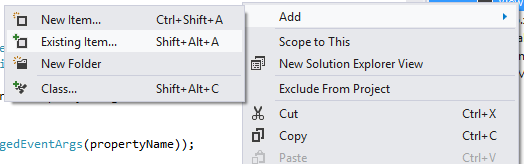 New Item... Ctrl+Shift+A
Existing Item... Shift+Alt+A
New Folder
Class... Shift+Alt+C
gedEventArgs(propertyName));
Add
Scope to This
New Solution Explorer View
Exclude From Project
Cut Ctrl+X
Copy Ctrl+C
Paste Ctrl+V